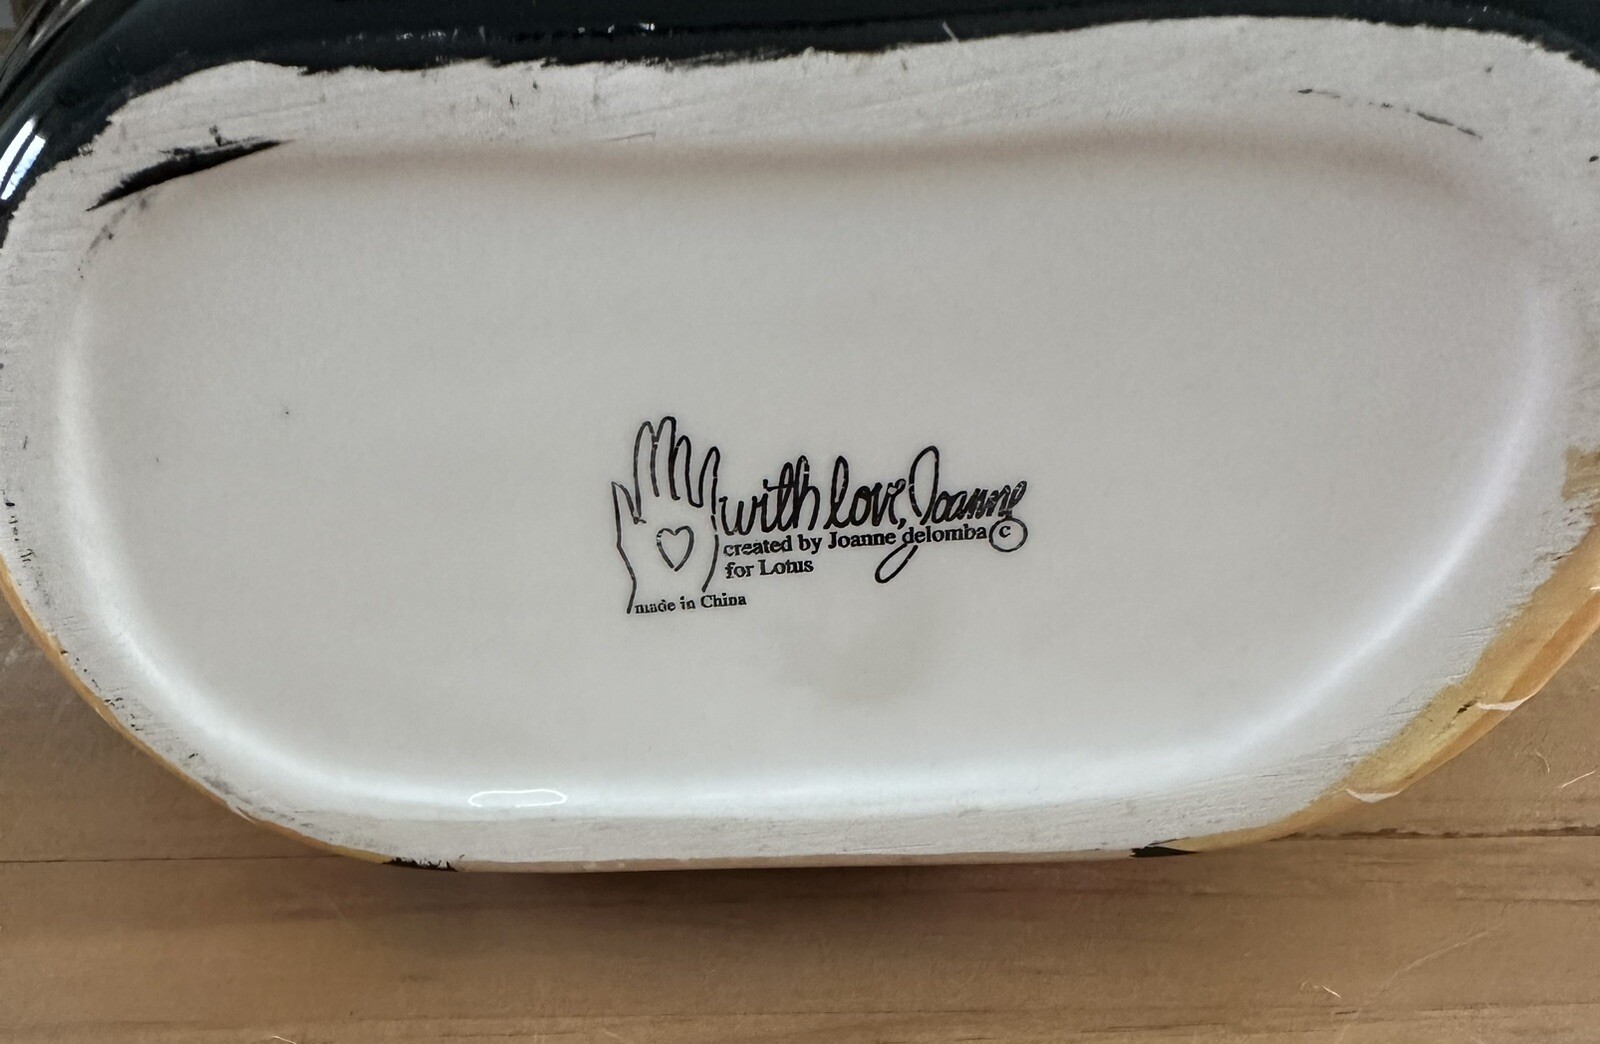 with love, Joanne
created by Joanne delomba ©
for Lotus
made in China